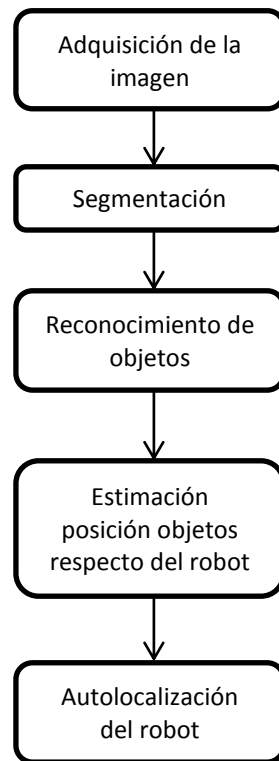 Adquisición de la
imagen
Segmentación
Reconocimiento de
objetos
Estimación
posición objetos
respecto del robot
Autolocalización
del robot